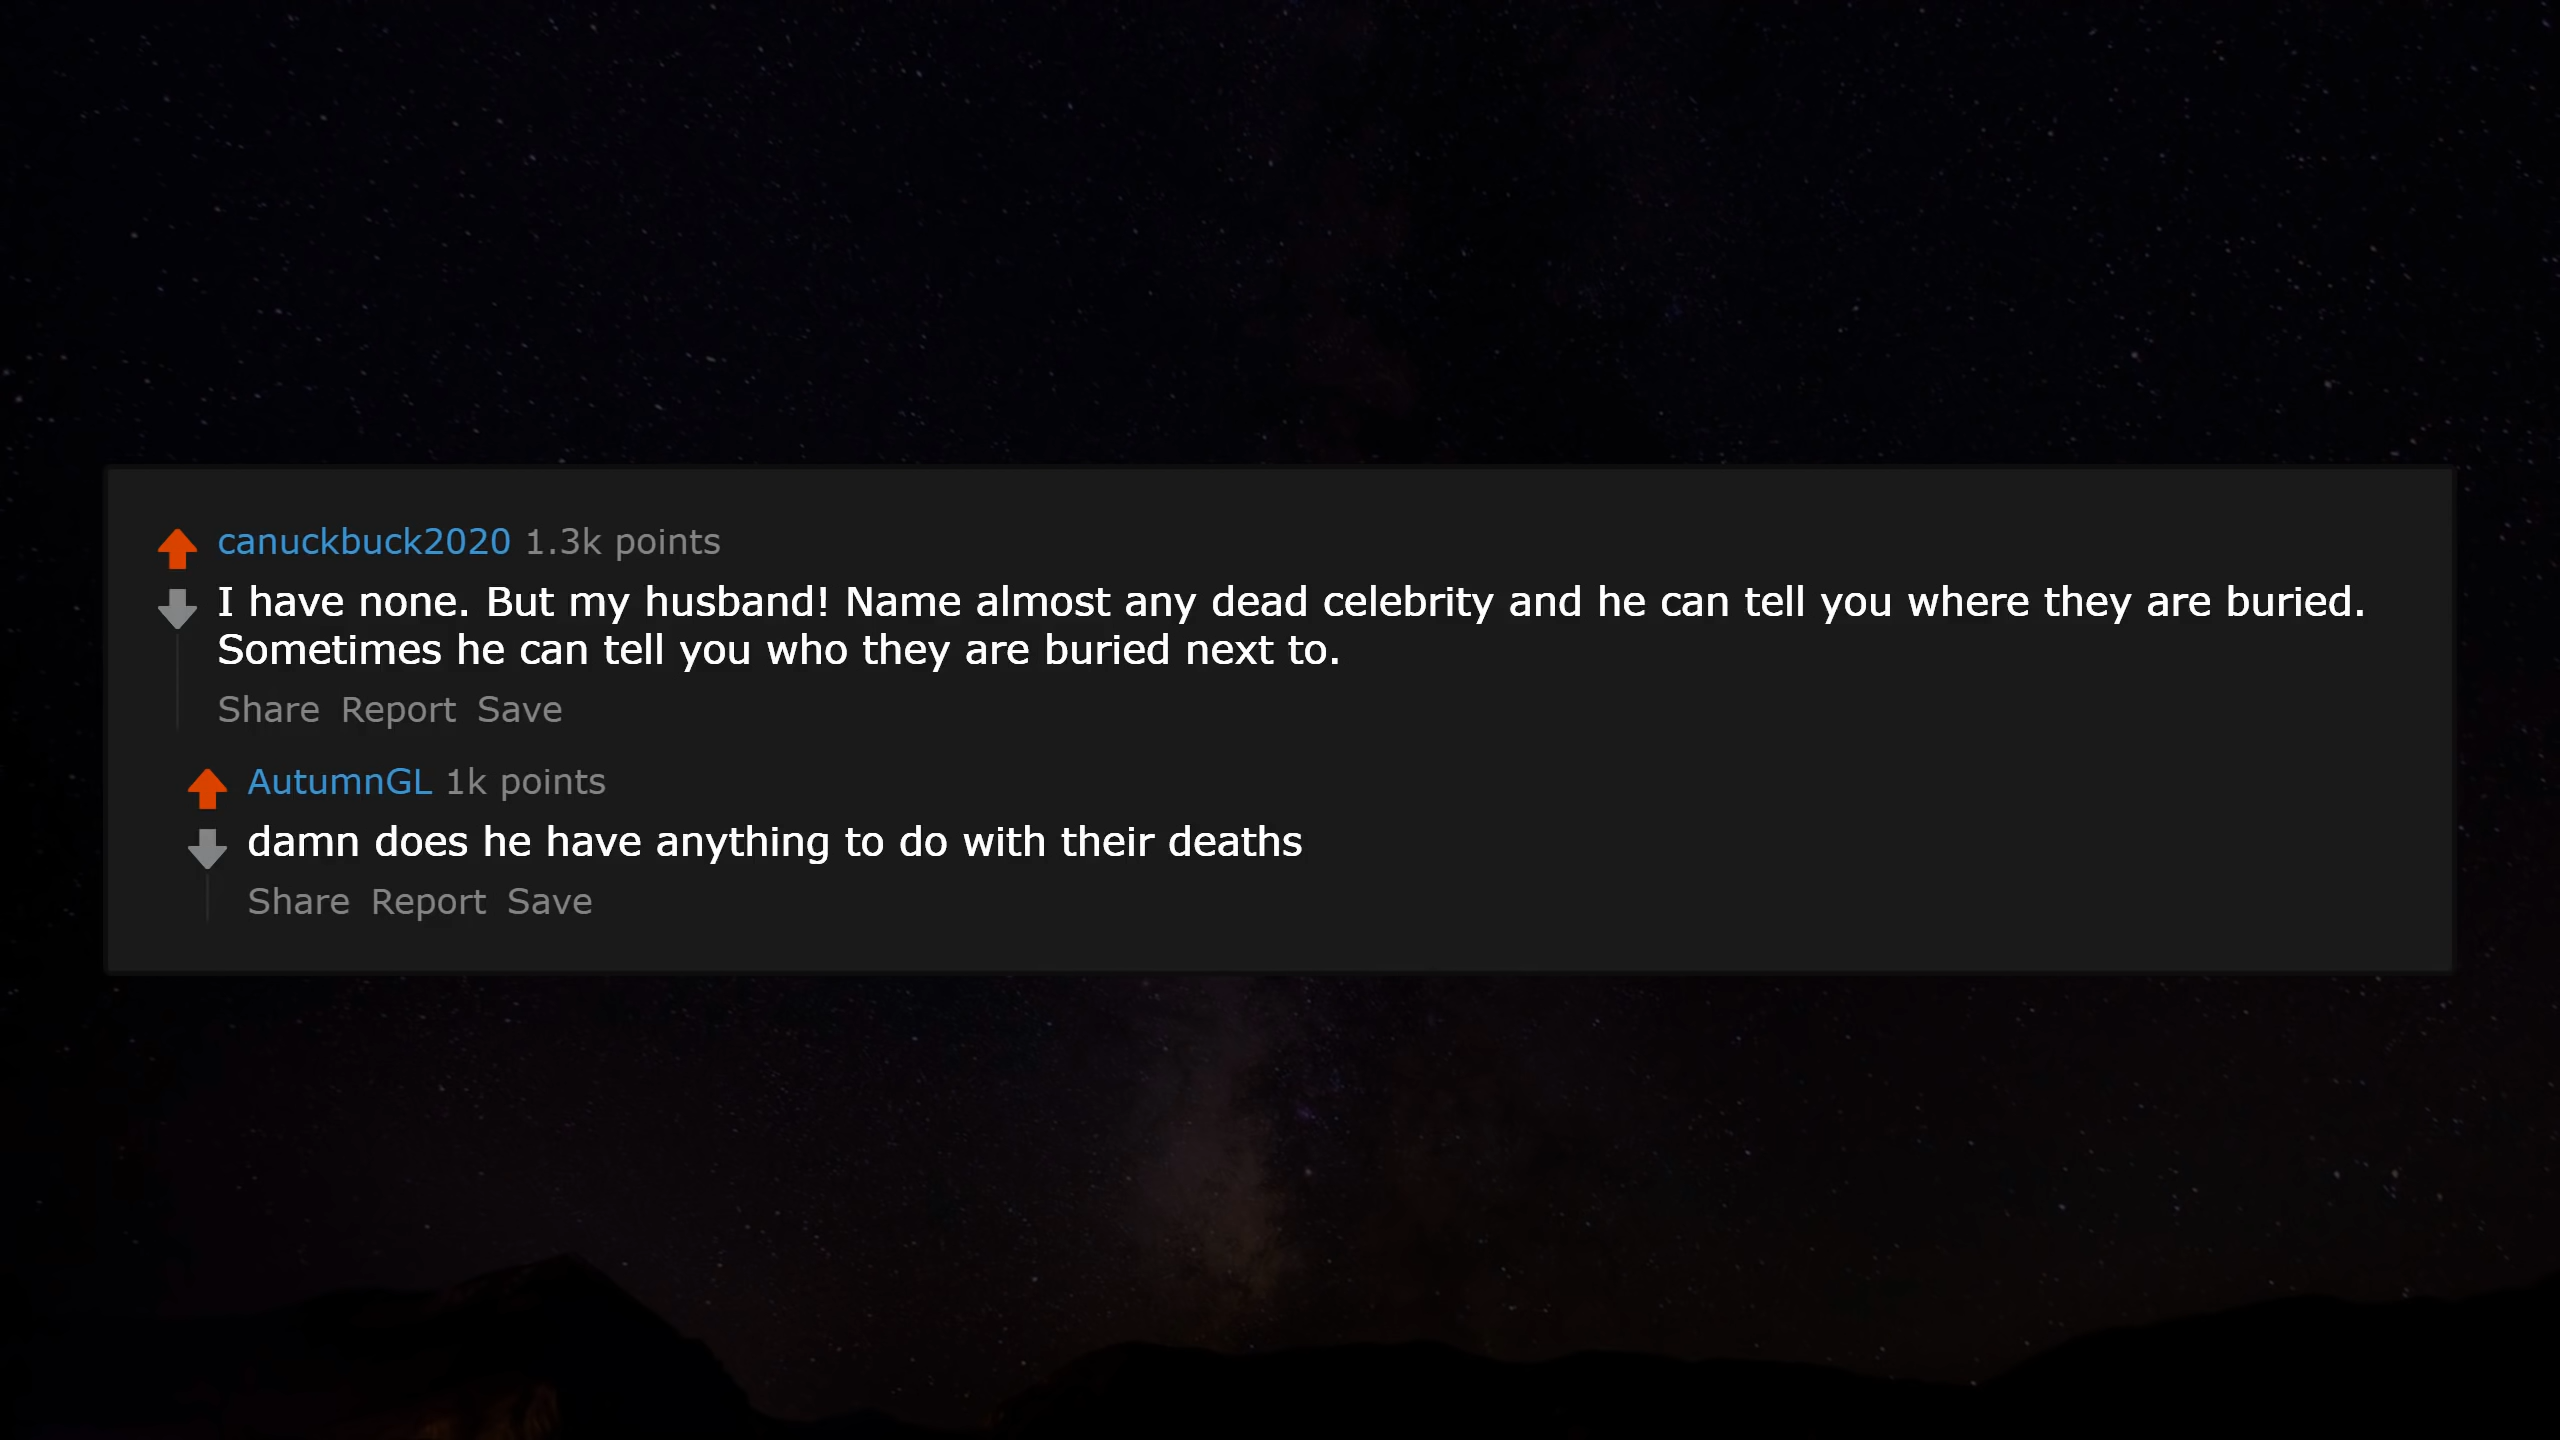 canuckbuck2020 1.3k points
I have none. But my husband! Name almost any dead celebrity and he can tell you where they are buried.
Sometimes he can tell you who they are buried next to.
Share Report Save
AutumnGL 1k points
damn does he have anything to do with their deaths
Share Report Save